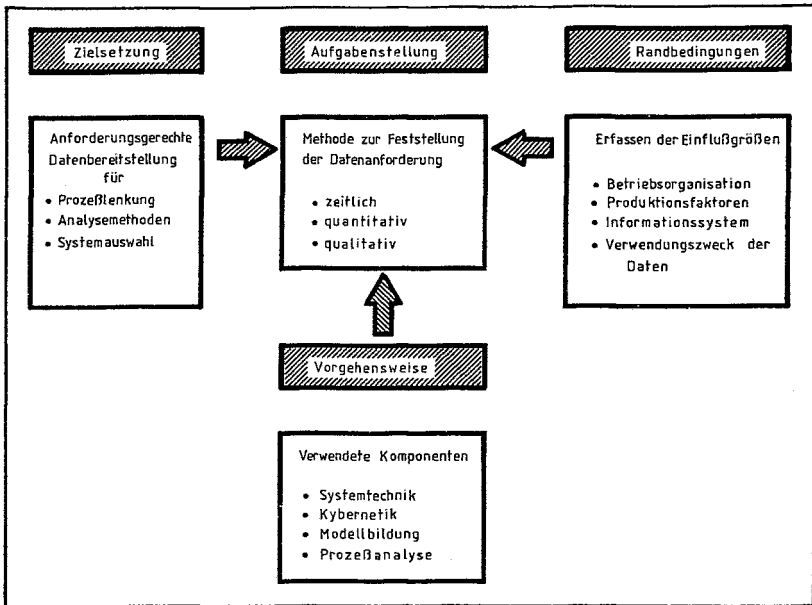 Zielsetzung
Anforderungsgerechte
Datenbereitstellung
für
• Prozeßlenkung
• Analysemethoden
• Systemauswahl
Aufgabenstellung
Methode zur Feststellung
der Datenanforderung
• zeitlich
• quantitativ
• qualitativ
Randbedingungen
Erfassen der Einflußgrößen
• Betriebsorganisation
• Produktionsfaktoren
• Informationssystem
• Verwendungszweck der
Daten
Vorgehensweise
Verwendete Komponenten
• Systemtechnik
• Kybernetik
• Modellbildung
• Prozeßanalyse